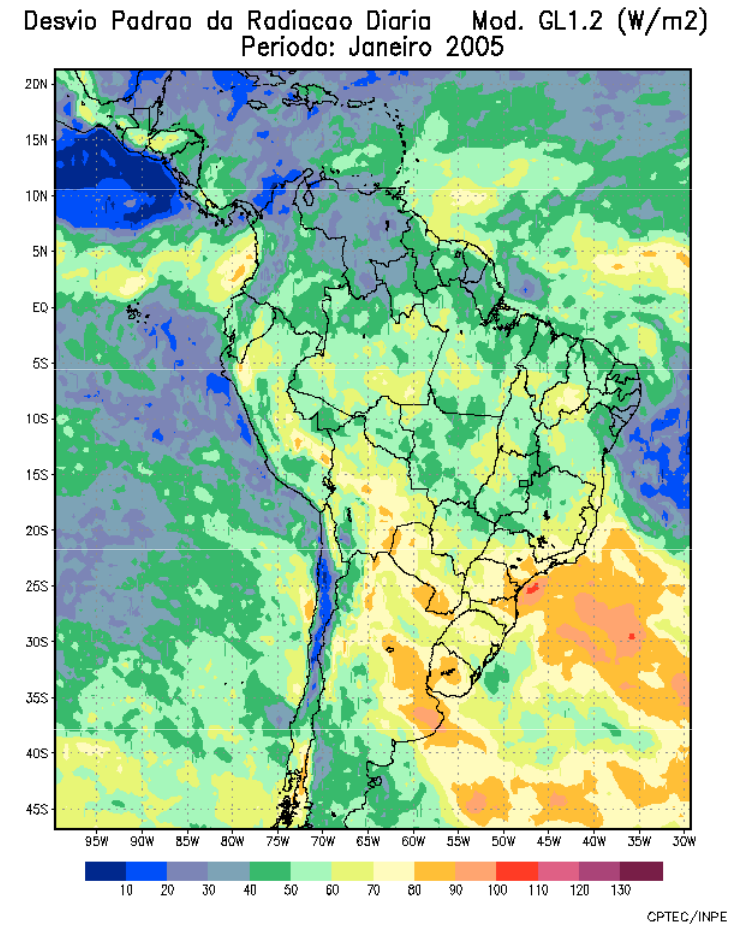 Desvio Padrao da Radiacao Diaria Mod. GL1.2 (W/m2)
Periodo: Janeiro 2005
20N
15N
10N
5N
EQ
5S
10S
15S
20S
25S
30S
35S
40S
45S
95W 90W 85W 80W 75W 70W 65W 60W 55W 50W 45W 40W 35W 30W
10 20 30 40 50 60 70 80 90 100 110 120 130
CPTEC/INPE